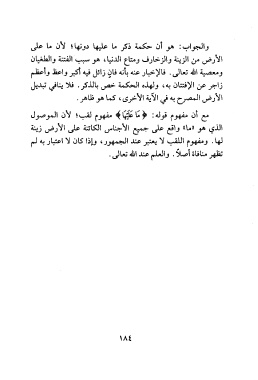 والجواب: هو أن حكمة ذكر ما عليها دونها؛ لأن ما على
الأرض من الزينة والزخارف ومتاع الدنيا، هو سبب الفتنة والطغيان
ومعصية الله تعالى. فالإخبار عنه بأنه فانٍ زائل فيه أكبر واعظ وأعظم
زاجر عن الإفتتان به، ولهذه الحكمة خص بالذكر. فلا ينافي تبديل
الأرض المصرح به في الآية الأخرى، كما هو ظاهر.
مع أن مفهوم قوله: ﴿مَا عَلَيْهَا﴾ مفهوم لقب؛ لأن الموصول
الذي هو «ما» واقع على جميع الأجناس الكائنة على الأرض زينة
لها. ومفهوم اللقب لا يعتبر عند الجمهور، وإذا كان لا اعتبار به لم
تظهر منافاة أصلاً. والعلم عند الله تعالى.
١٨٤